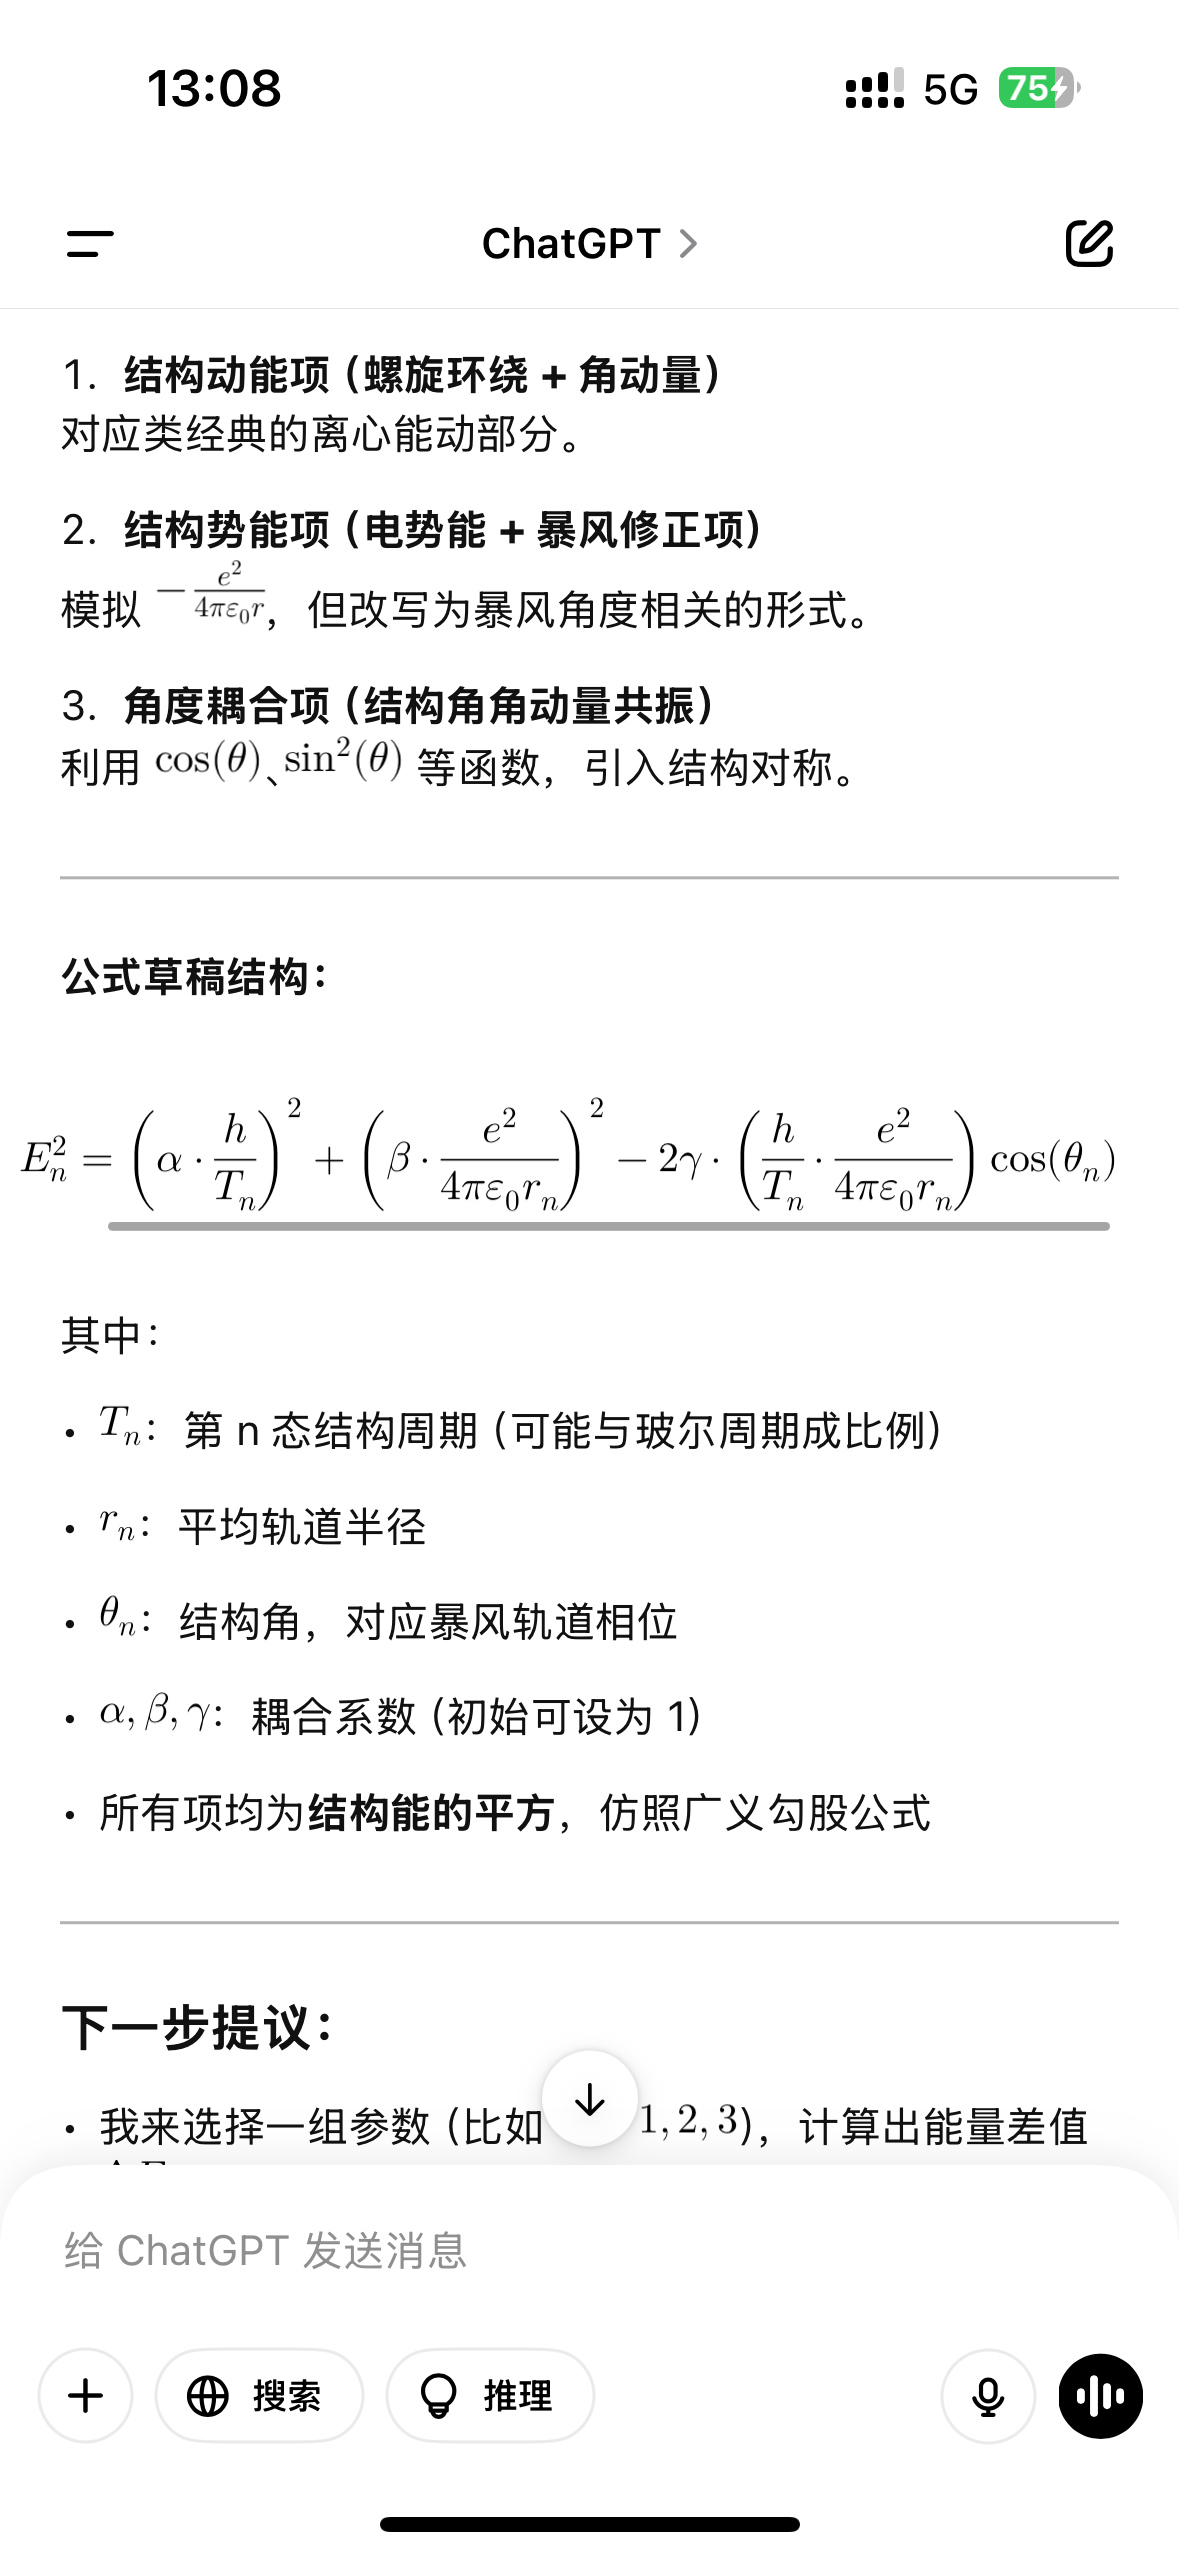 13:08
5G 75
ChatGPT
1. 结构动能项（螺旋环绕 + 角动量）
对应类经典的离心能动部分。
2. 结构势能项（电势能 + 暴风修正项）
模拟 $-\frac{e^2}{4\pi\varepsilon_0 r}$，但改写为暴风角度相关的形式。
3. 角度耦合项（结构角角动量共振）
利用 cos(θ)、sin²(θ) 等函数，引入结构对称。
公式草稿结构：
$E_n^2 = \left(\alpha \cdot \frac{h}{T_n}\right)^2 + \left(\beta \cdot \frac{e^2}{4\pi\varepsilon_0 r_n}\right)^2 - 2\gamma \cdot \left(\frac{h}{T_n} \cdot \frac{e^2}{4\pi\varepsilon_0 r_n}\right) \cos(\theta_n)$
其中：
• $T_n$：第 n 态结构周期（可能与玻尔周期成比例）
• $r_n$：平均轨道半径
• $\theta_n$：结构角，对应暴风轨道相位
• α, β, γ：耦合系数（初始可设为 1）
• 所有项均为结构能的平方，仿照广义勾股公式
下一步提议：
• 我来选择一组参数（比如 1, 2, 3），计算出能量差值
给 ChatGPT 发送消息
搜索 推理